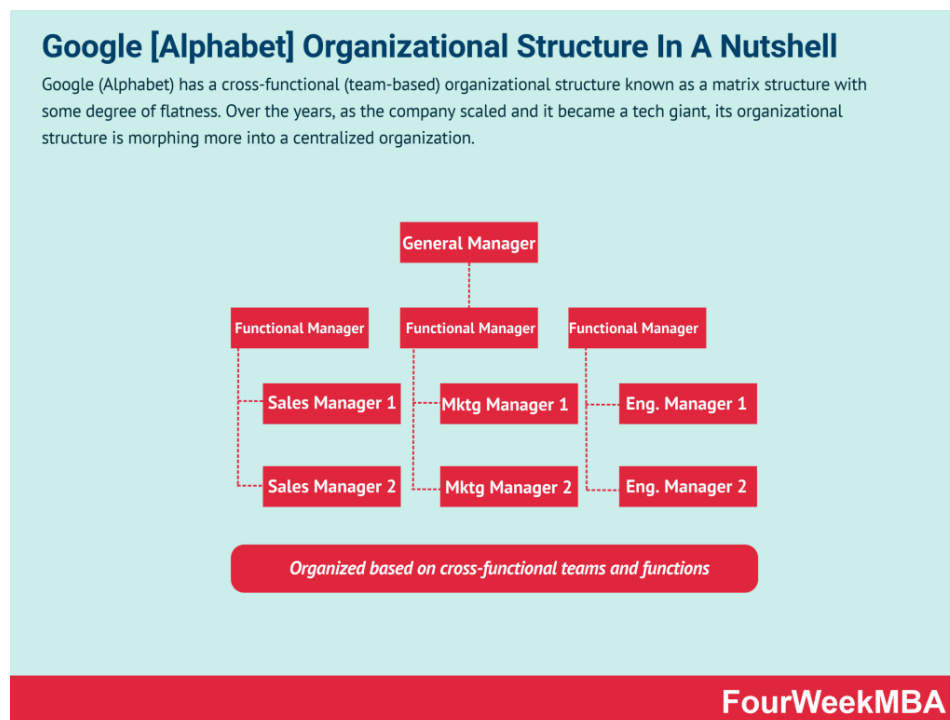 Google [Alphabet] Organizational Structure In A Nutshell
Google (Alphabet) has a cross-functional (team-based) organizational structure known as a matrix structure with
some degree of flatness. Over the years, as the company scaled and it became a tech giant, its organizational
structure is morphing more into a centralized organization.
General Manager
Functional Manager
Functional Manager
Functional Manager
Sales Manager 1
Mktg Manager 1
Eng. Manager 1
Sales Manager 2
Mktg Manager 2
Eng. Manager 2
Organized based on cross-functional teams and functions
FourWeekMBA